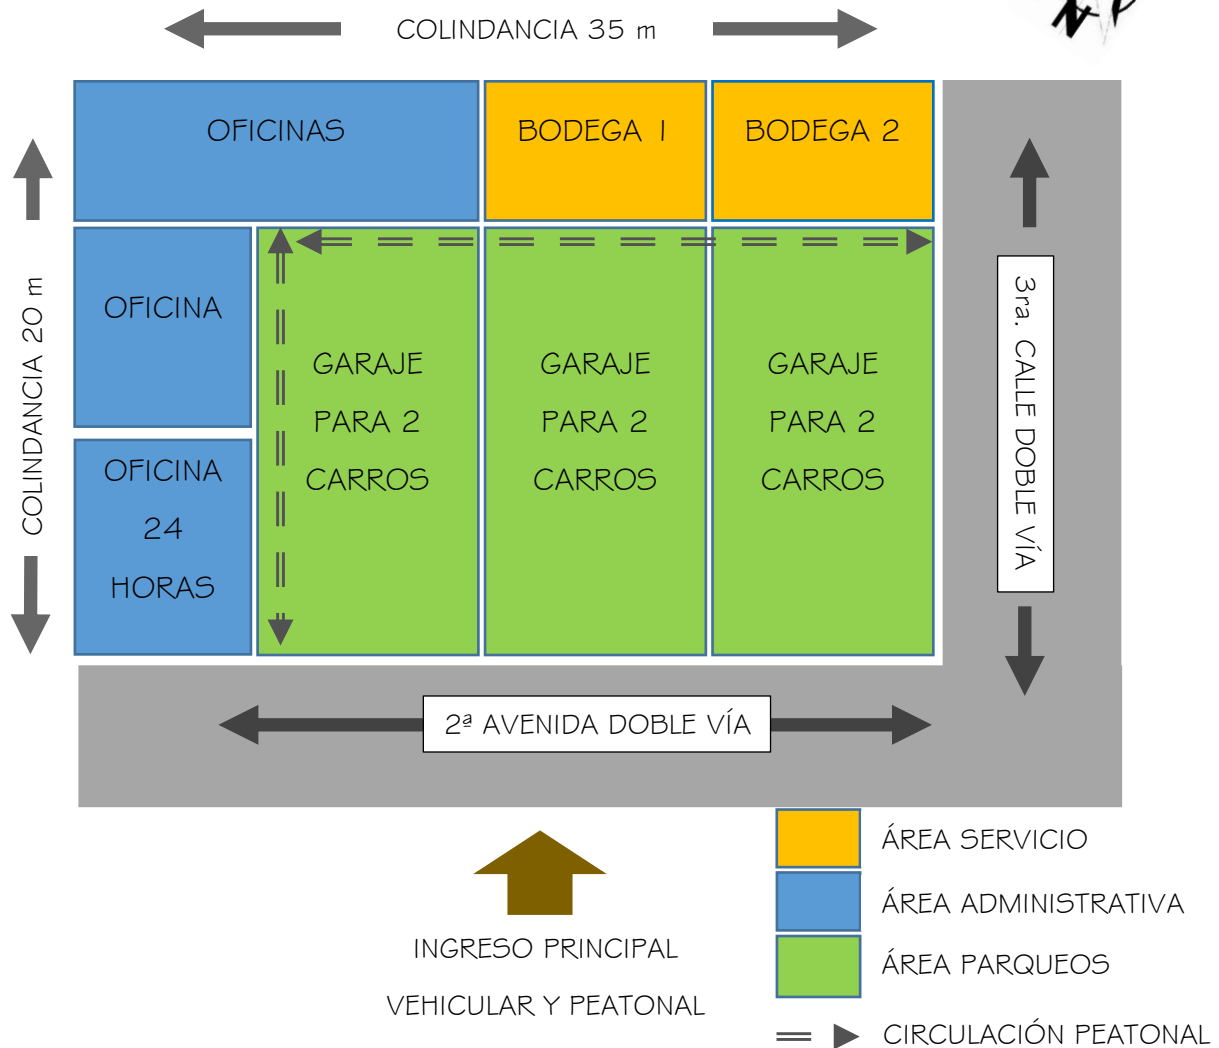 COLINDANCIA 35 m
OFICINAS
BODEGA 1
BODEGA 2
COLINDANCIA 20 m
OFICINA
GARAJE
PARA 2
CARROS
GARAJE
PARA 2
CARROS
GARAJE
PARA 2
CARROS
3ra. CALLE DOBLE VÍA
OFICINA
24
HORAS
2ª AVENIDA DOBLE VÍA
INGRESO PRINCIPAL
VEHICULAR Y PEATONAL
ÁREA SERVICIO
ÁREA ADMINISTRATIVA
ÁREA PARQUEOS
CIRCULACIÓN PEATONAL